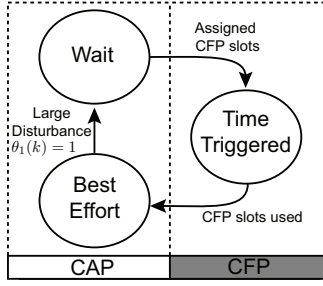 Wait
Assigned
CFP slots
Large
Disturbance
θ₁(k) = 1
Time
Triggered
Best
Effort
CFP slots used
CAP
CFP